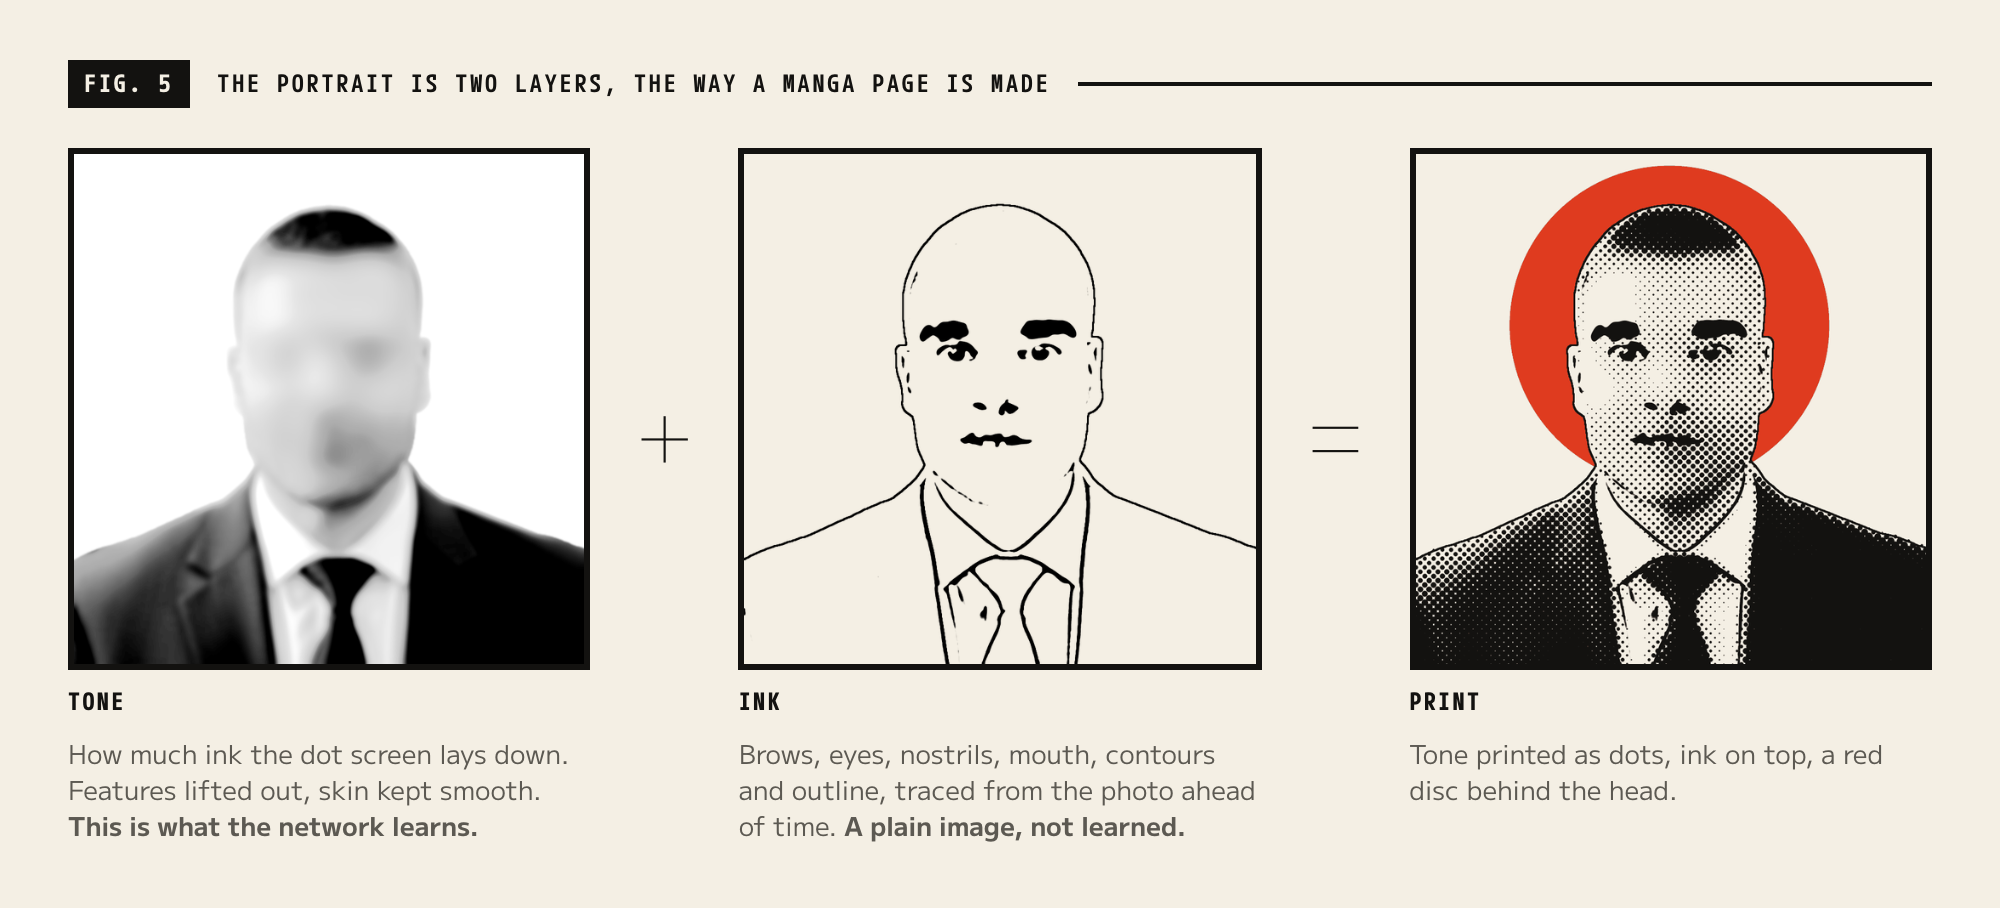 FIG. 5 THE PORTRAIT IS TWO LAYERS, THE WAY A MANGA PAGE IS MADE
TONE
How much ink the dot screen lays down.
Features lifted out, skin kept smooth.
This is what the network learns.
INK
Brows, eyes, nostrils, mouth, contours
and outline, traced from the photo ahead
of time. A plain image, not learned.
PRINT
Tone printed as dots, ink on top, a red
disc behind the head.